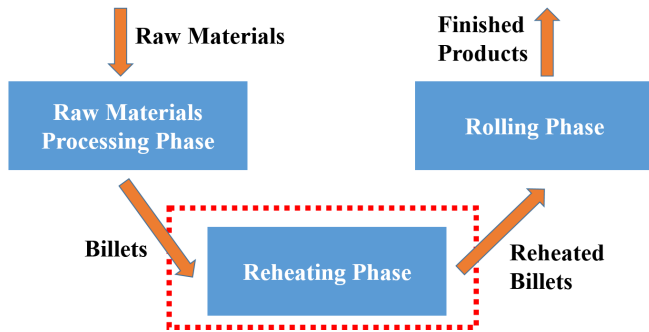 Raw Materials
Raw Materials
Processing Phase
Billets
Reheating Phase
Reheated
Billets
Rolling Phase
Finished
Products